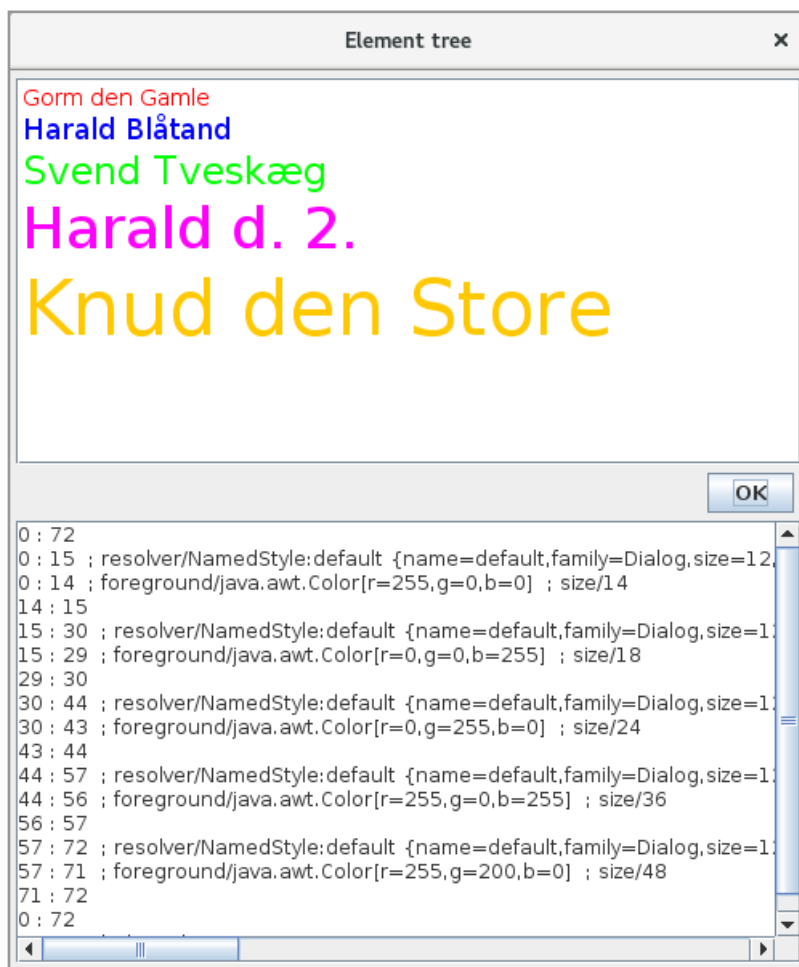 Element tree
Gorm den Gamle
Harald Blåtand
Svend Tveskæg
Harald d. 2.
Knud den Store
OK
0 : 72
0 : 15  ; resolver/NamedStyle:default {name=default,family=Dialog,size=12,
0 : 14  ; foreground/java.awt.Color[r=255,g=0,b=0]  ; size/14
14 : 15
15 : 30  ; resolver/NamedStyle:default {name=default,family=Dialog,size=1
15 : 29  ; foreground/java.awt.Color[r=0,g=0,b=255]  ; size/18
29 : 30
30 : 44  ; resolver/NamedStyle:default {name=default,family=Dialog,size=1
30 : 43  ; foreground/java.awt.Color[r=0,g=255,b=0]  ; size/24
43 : 44
44 : 57  ; resolver/NamedStyle:default {name=default,family=Dialog,size=1
44 : 56  ; foreground/java.awt.Color[r=255,g=0,b=255]  ; size/36
56 : 57
57 : 72  ; resolver/NamedStyle:default {name=default,family=Dialog,size=1
57 : 71  ; foreground/java.awt.Color[r=255,g=200,b=0]  ; size/48
71 : 72
0 : 72